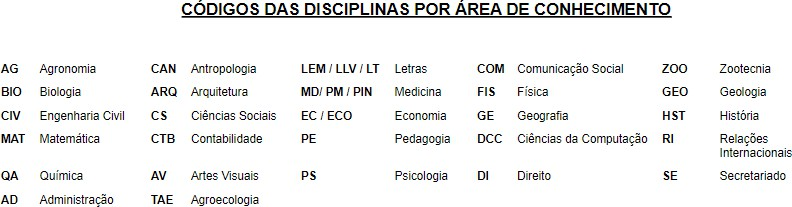 CÓDIGOS DAS DISCIPLINAS POR ÁREA DE CONHECIMENTO
AG Agronomia CAN Antropologia LEM / LLV / LT Letras COM Comunicação Social ZOO Zootecnia
BIO Biologia ARQ Arquitetura MD/ PM / PIN Medicina FIS Física GEO Geologia
CIV Engenharia Civil CS Ciências Sociais EC / ECO Economia GE Geografia HST História
MAT Matemática CTB Contabilidade PE Pedagogia DCC Ciências da Computação RI Relações
Internacionais
QA Química AV Artes Visuais PS Psicologia DI Direito SE Secretariado
AD Administração TAE Agroecologia